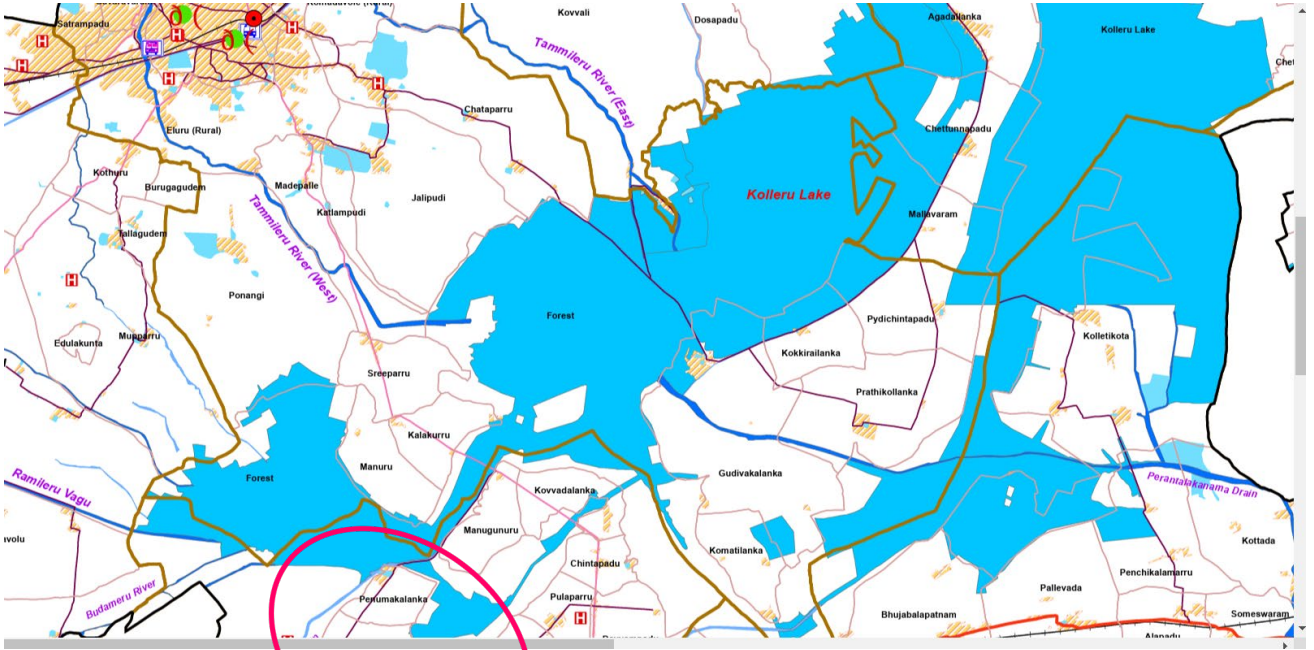 Satrampadu
Kovvali
Dosapadu
Agadallanka
Kolleru Lake
Tammileru River (East)
Chataparru
Eluru (Rural)
Chettunnapadu
Kothuru
Burugagudem
Madepalle
Katlampudi
Jalipudi
Kolleru Lake
Mallavaram
Tallagudem
Tammileru River (West)
Ponangi
Forest
Pydichintapadu
Edulakunta
Mupparru
Kolletikota
Kokkirailanka
Sreeparru
Prathikollanka
Kalakurru
Manuru
Forest
Gudivakalanka
Perantalakanama Drain
Ramileru Vagu
Kovvadalanka
Manugunuru
Komatilanka
Kottada
Chintapadu
Penchikalamarru
Budameru River
Penumakalanka
Pulaparru
Pallevada
Bhujabalapatnam
Someswaram
Alapadu
H
H
H
H
H
H
H
H